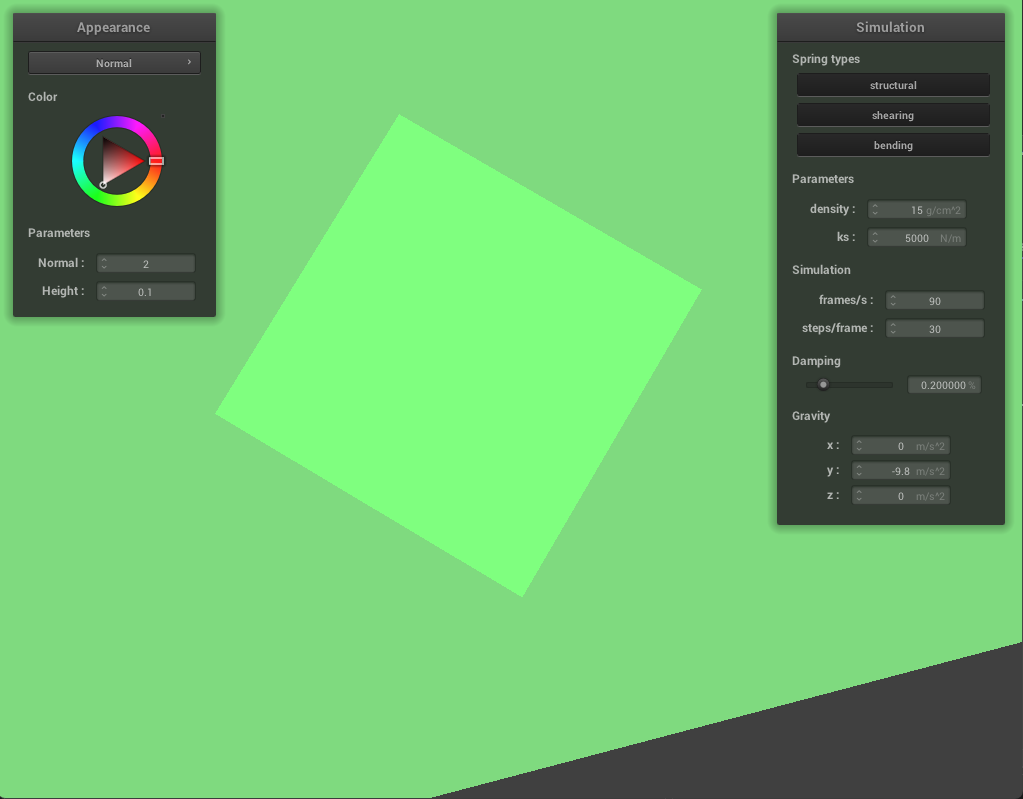 Appearance
Normal ›
Color
Parameters
Normal : 2
Height : 0.1
Simulation
Spring types
structural
shearing
bending
Parameters
density : 15 g/cm^2
ks : 5000 N/m
Simulation
frames/s : 90
steps/frame : 30
Damping
0.200000 %
Gravity
x : 0 m/s^2
y : -9.8 m/s^2
z : 0 m/s^2